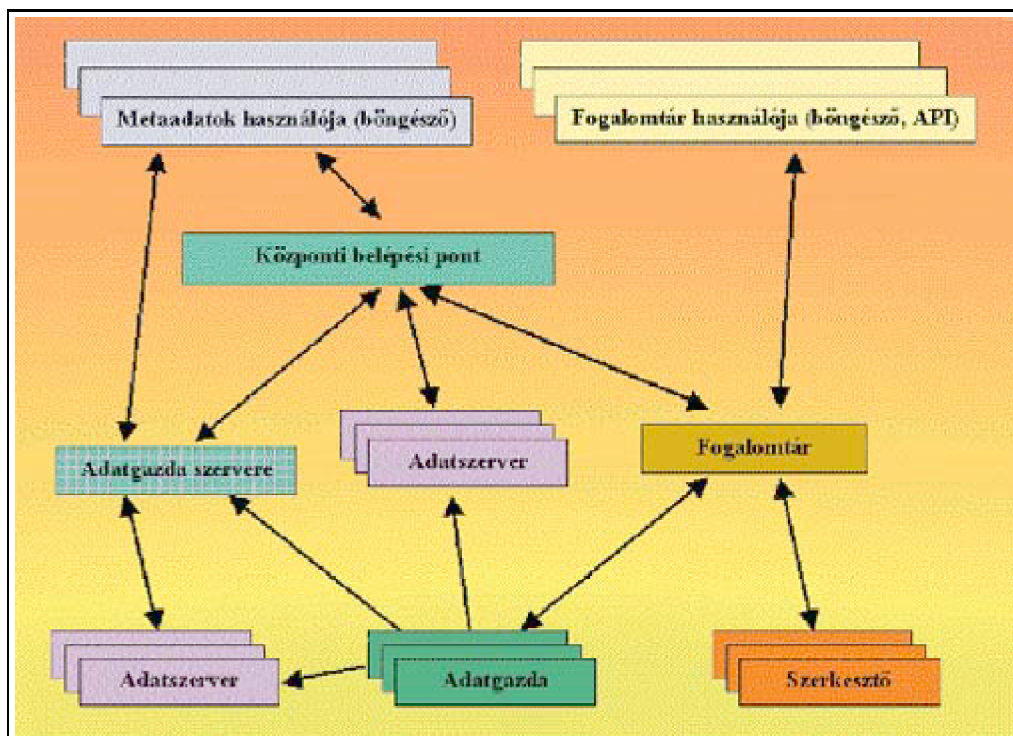 Metaadatok használója (böngésző)
Fogalomtár használója (böngésző, API)
Központi belépési pont
Adatgazda szervere
Adatszerver
Fogalomtár
Adatszerver
Adatgazda
Szerkesztő